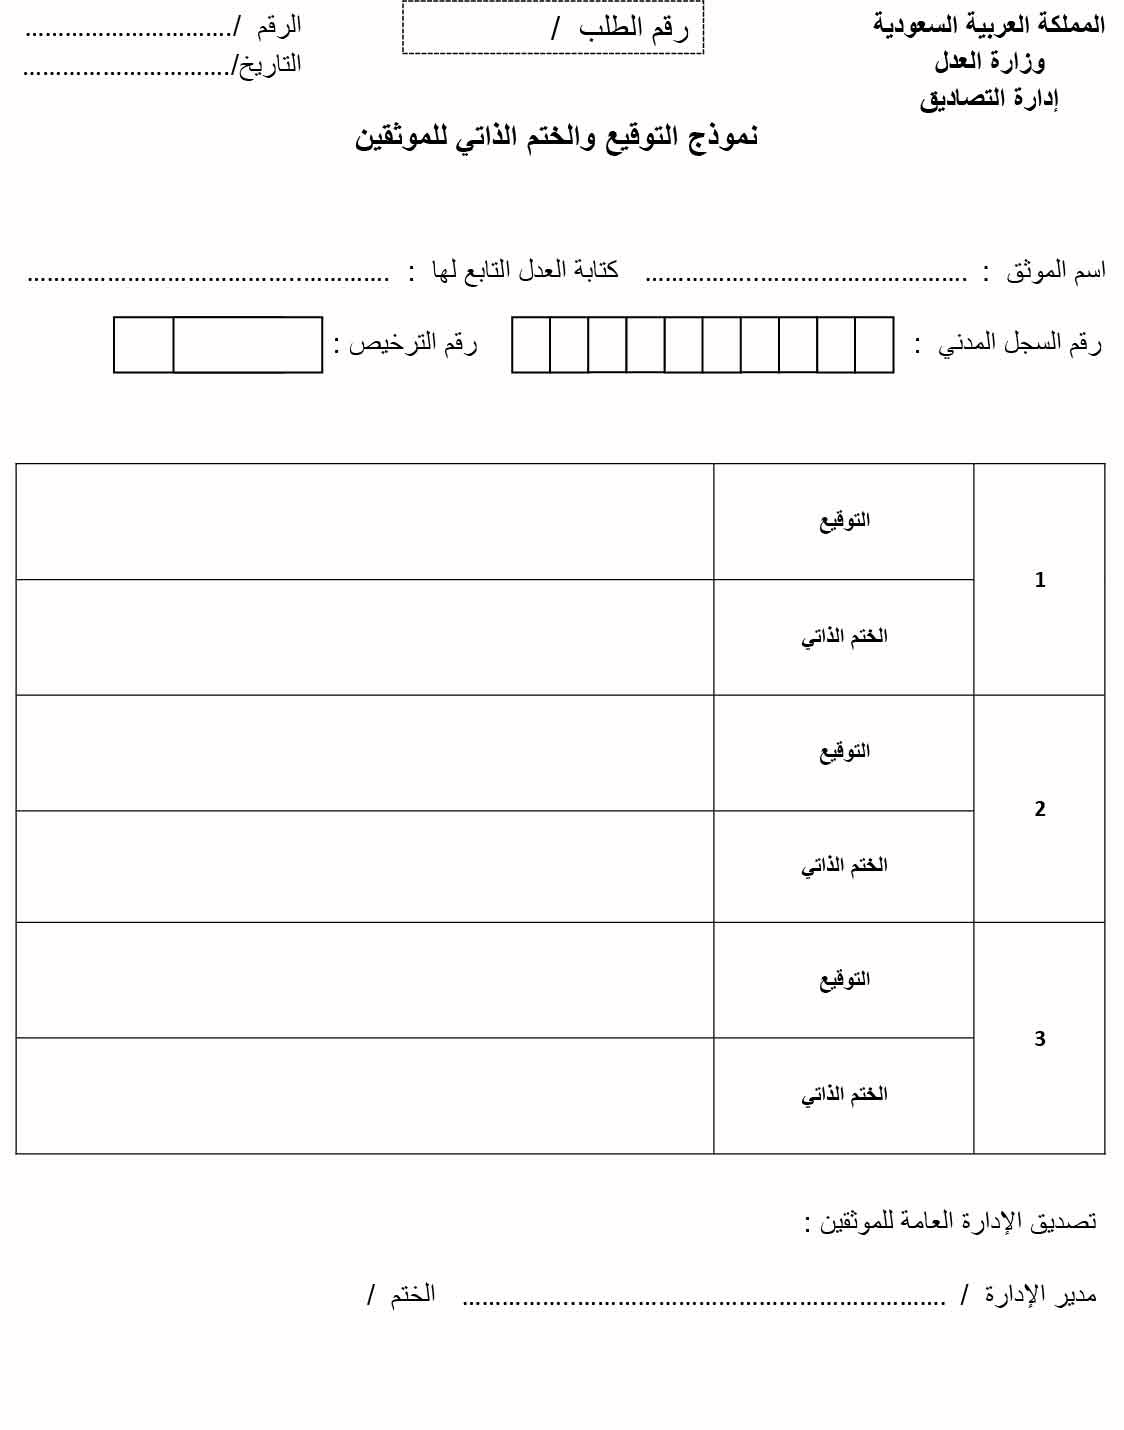 المملكة العربية السعودية
وزارة العدل
إدارة التصاديق
رقم الطلب /
الرقم /................................
التاريخ/................................
نموذج التوقيع والختم الذاتي للموثقين
اسم الموثق : ................................................ كتابة العدل التابع لها : ......................................................
رقم السجل المدني : رقم الترخيص :
1
التوقيع
الختم الذاتي
2
التوقيع
الختم الذاتي
3
التوقيع
الختم الذاتي
تصديق الإدارة العامة للموثقين :
مدير الإدارة / ........................................................................ الختم /